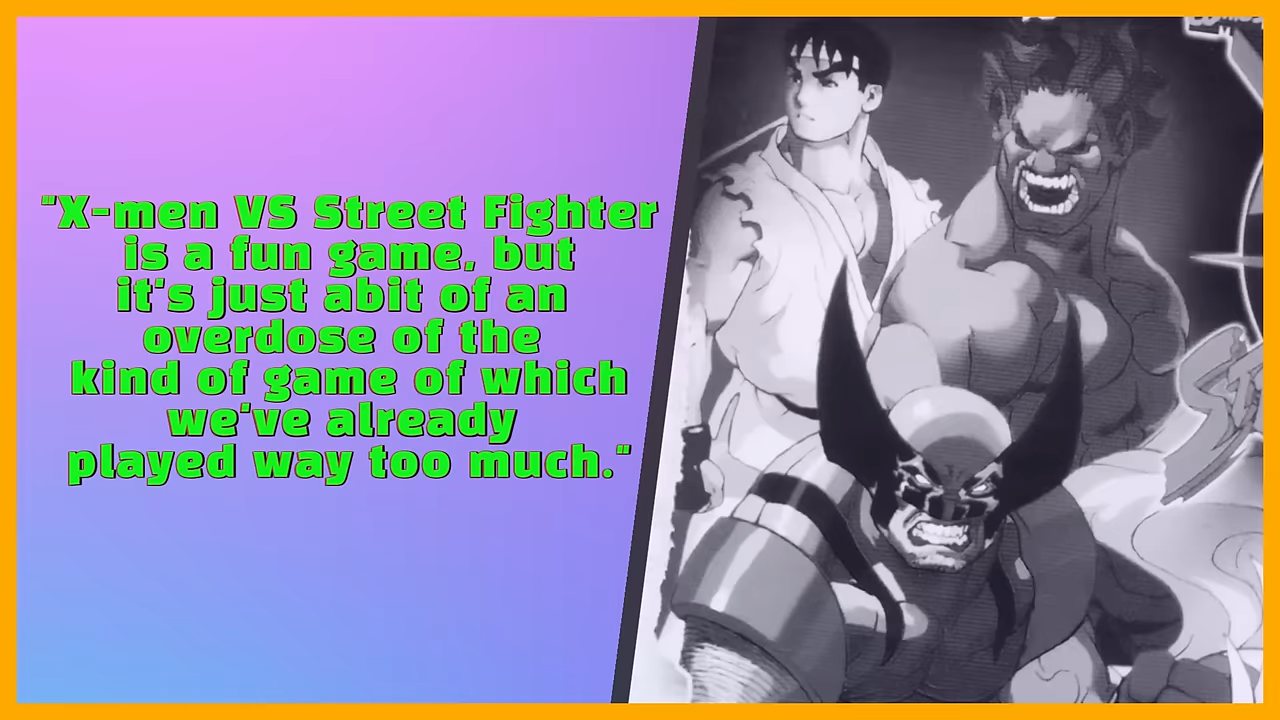 "X-men VS Street Fighter
is a fun game, but
it's just abit of an
overdose of the
kind of game of which
we've already
played way too much."